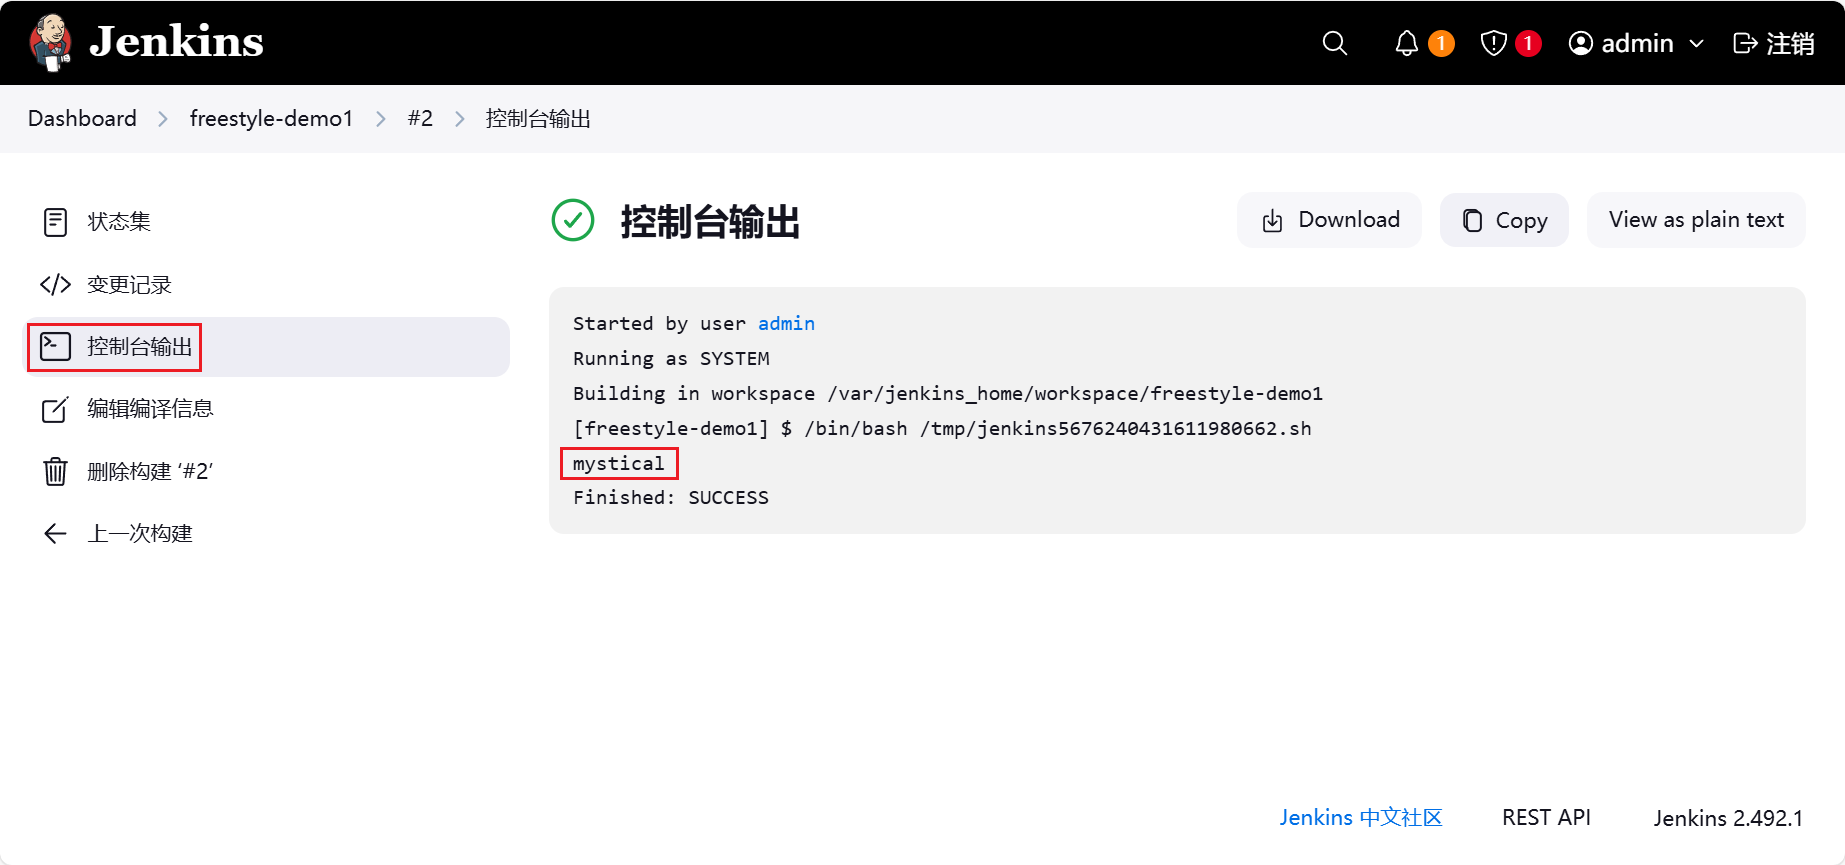 Jenkins
1
1
admin
注销
Dashboard
freestyle-demo1
#2
控制台输出
状态集
变更记录
控制台输出
编辑编译信息
删除构建 ‘#2’
上一次构建
控制台输出
Download
Copy
View as plain text
Started by user admin
Running as SYSTEM
Building in workspace /var/jenkins_home/workspace/freestyle-demo1
[freestyle-demo1] $ /bin/bash /tmp/jenkins5676240431611980662.sh
mystical
Finished: SUCCESS
Jenkins 中文社区
REST API
Jenkins 2.492.1